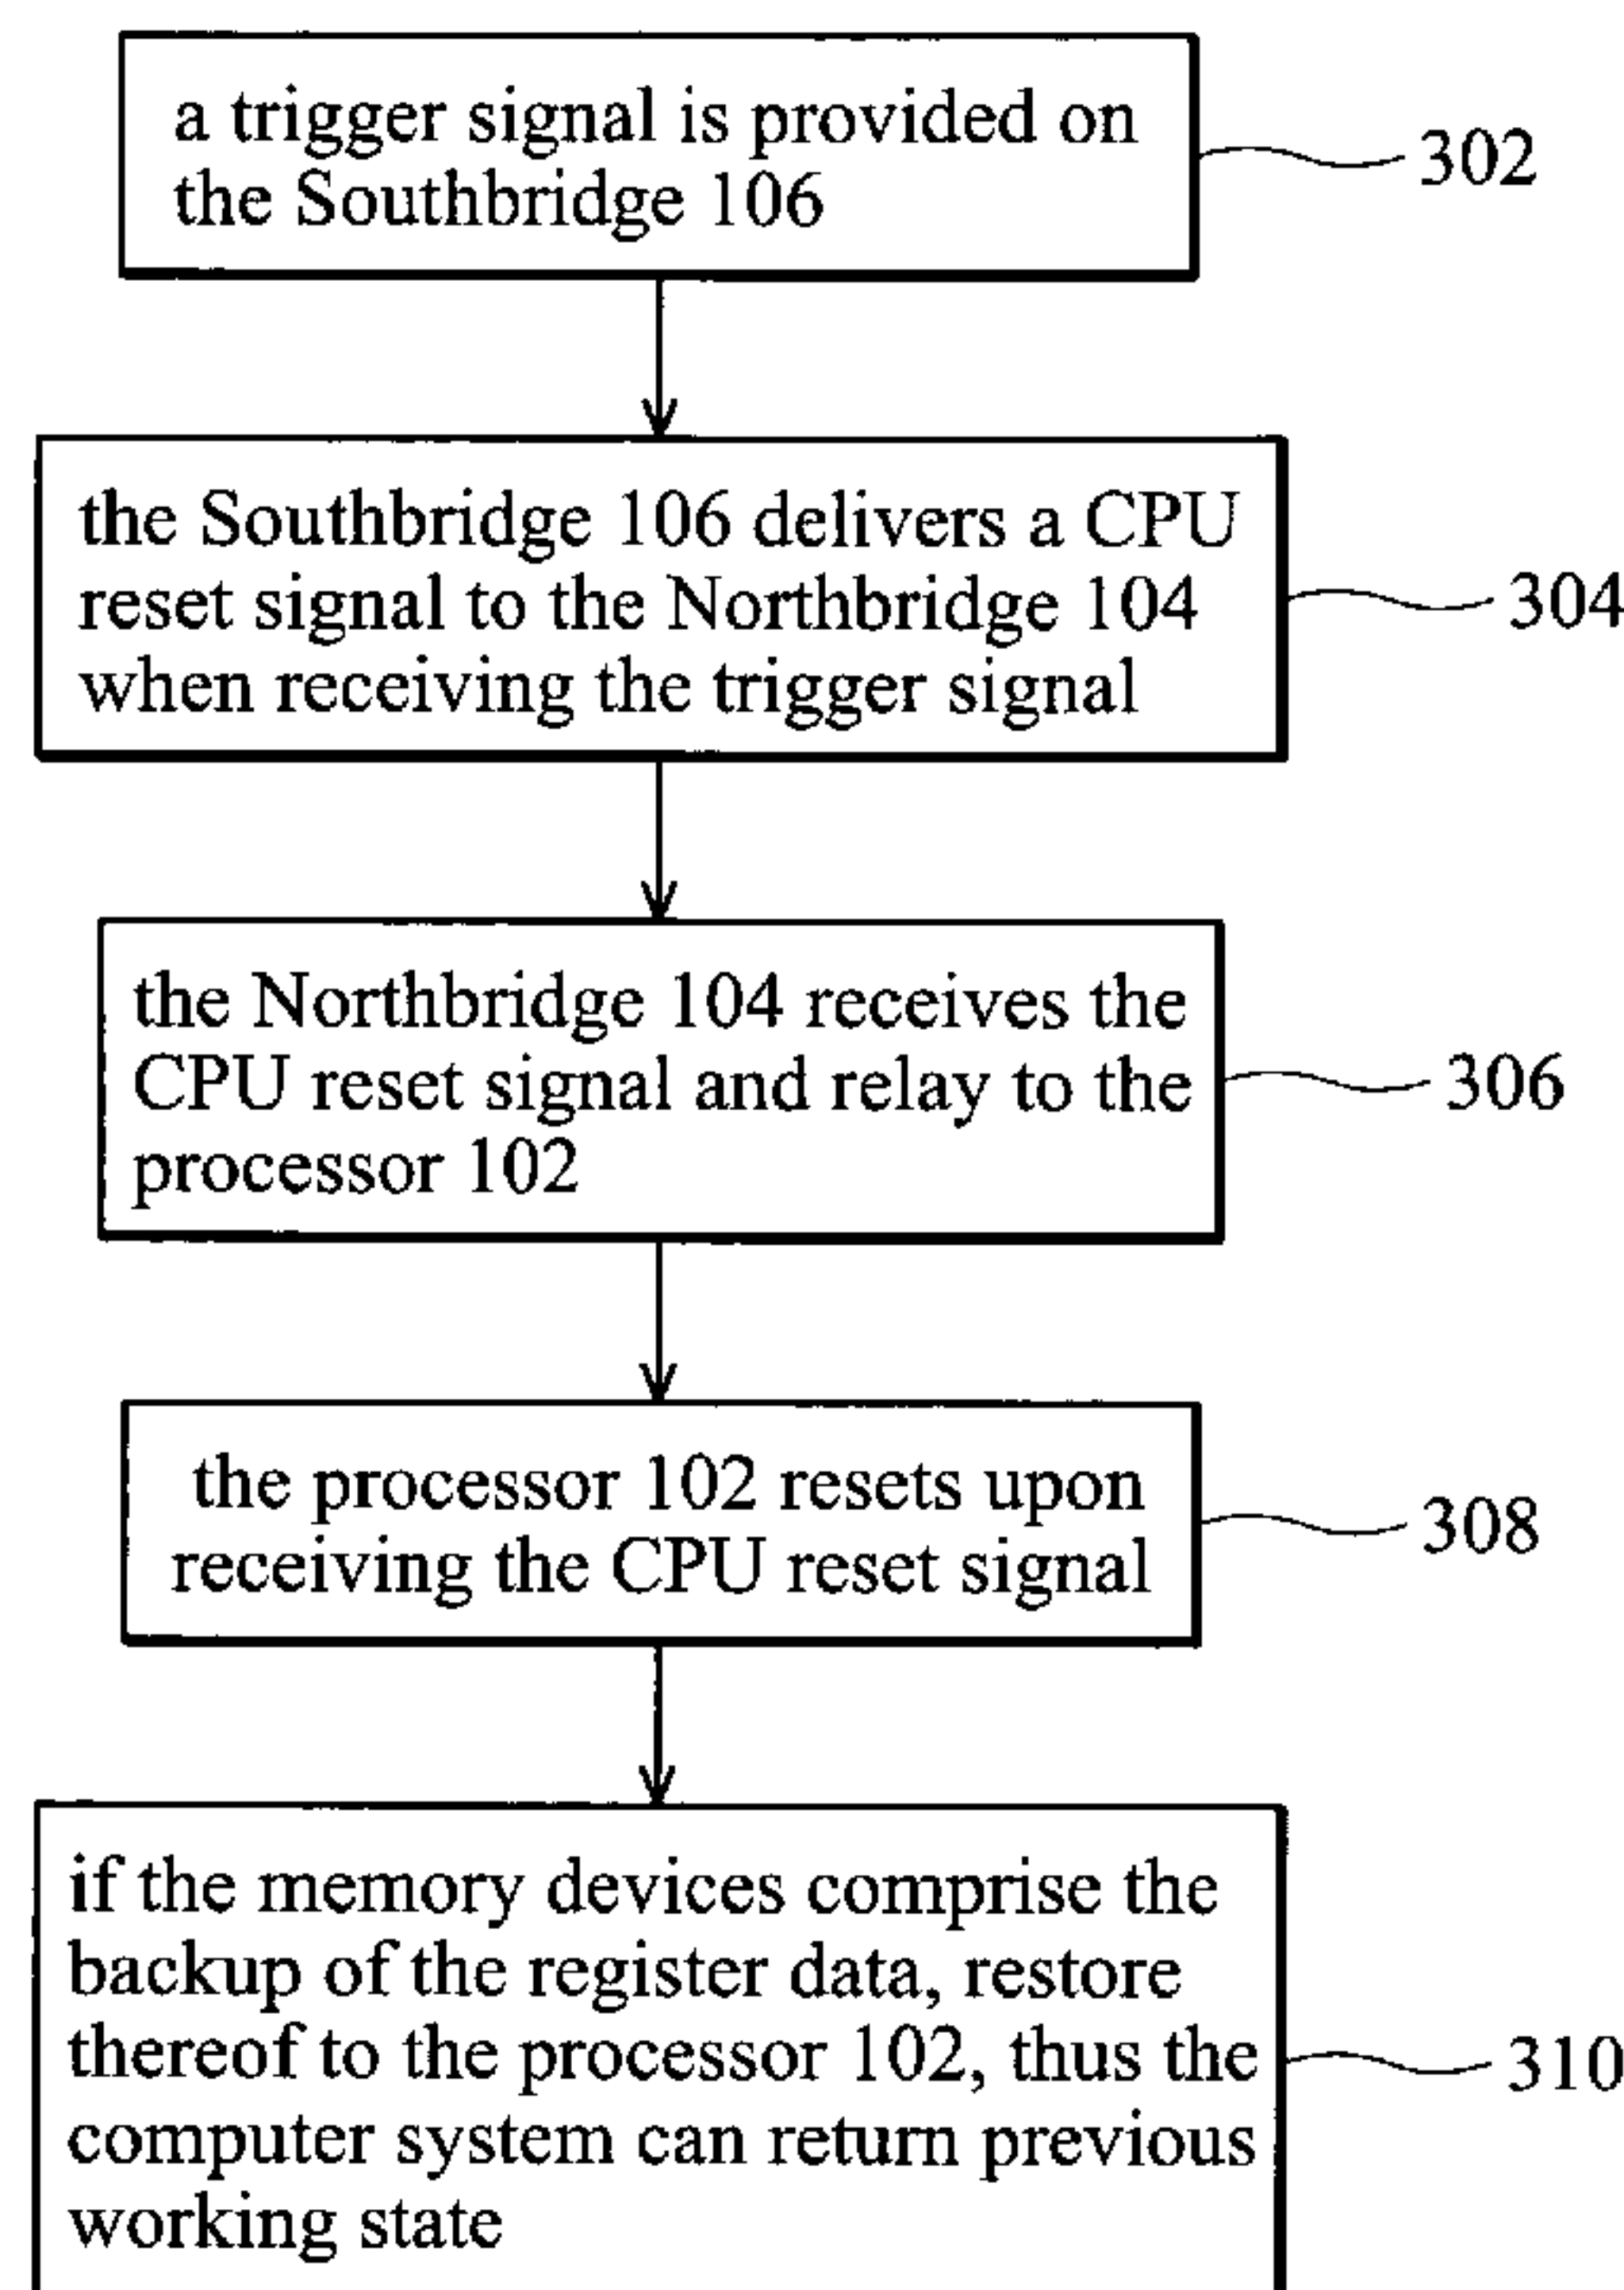 a trigger signal is provided on
the Southbridge 106
302
the Southbridge 106 delivers a CPU
reset signal to the Northbridge 104
when receiving the trigger signal
304
the Northbridge 104 receives the
CPU reset signal and relay to the
processor 102
306
the processor 102 resets upon
receiving the CPU reset signal
308
if the memory devices comprise the
backup of the register data, restore
thereof to the processor 102, thus the
computer system can return previous
working state
310